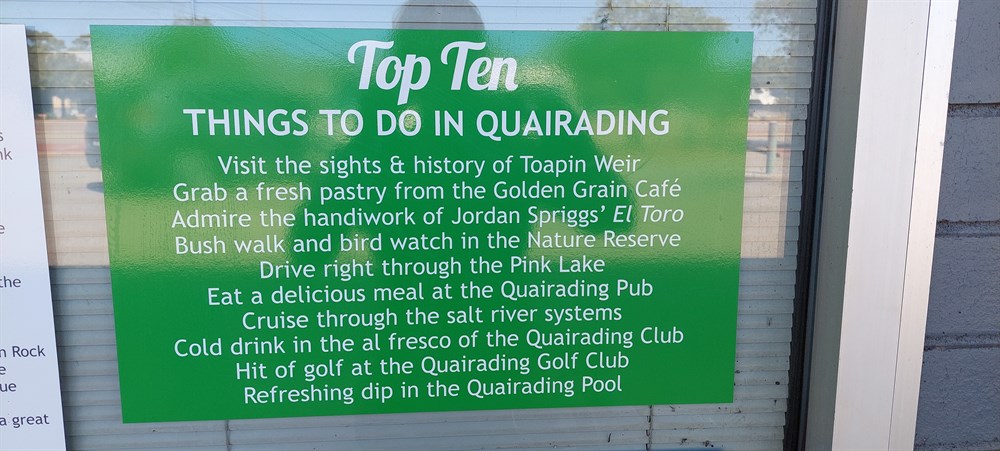 Top Ten
THINGS TO DO IN QUAIRADING
Visit the sights & history of Toapin Weir
Grab a fresh pastry from the Golden Grain Café
Admire the handiwork of Jordan Spriggs' El Toro
Bush walk and bird watch in the Nature Reserve
Drive right through the Pink Lake
Eat a delicious meal at the Quairading Pub
Cruise through the salt river systems
Cold drink in the al fresco of the Quairading Club
Hit of golf at the Quairading Golf Club
Refreshing dip in the Quairading Pool
the
Rock
a great